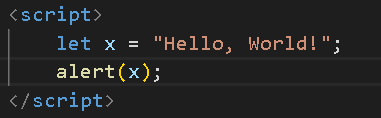 <script>
let x = "Hello, World!";
alert(x);
</script>